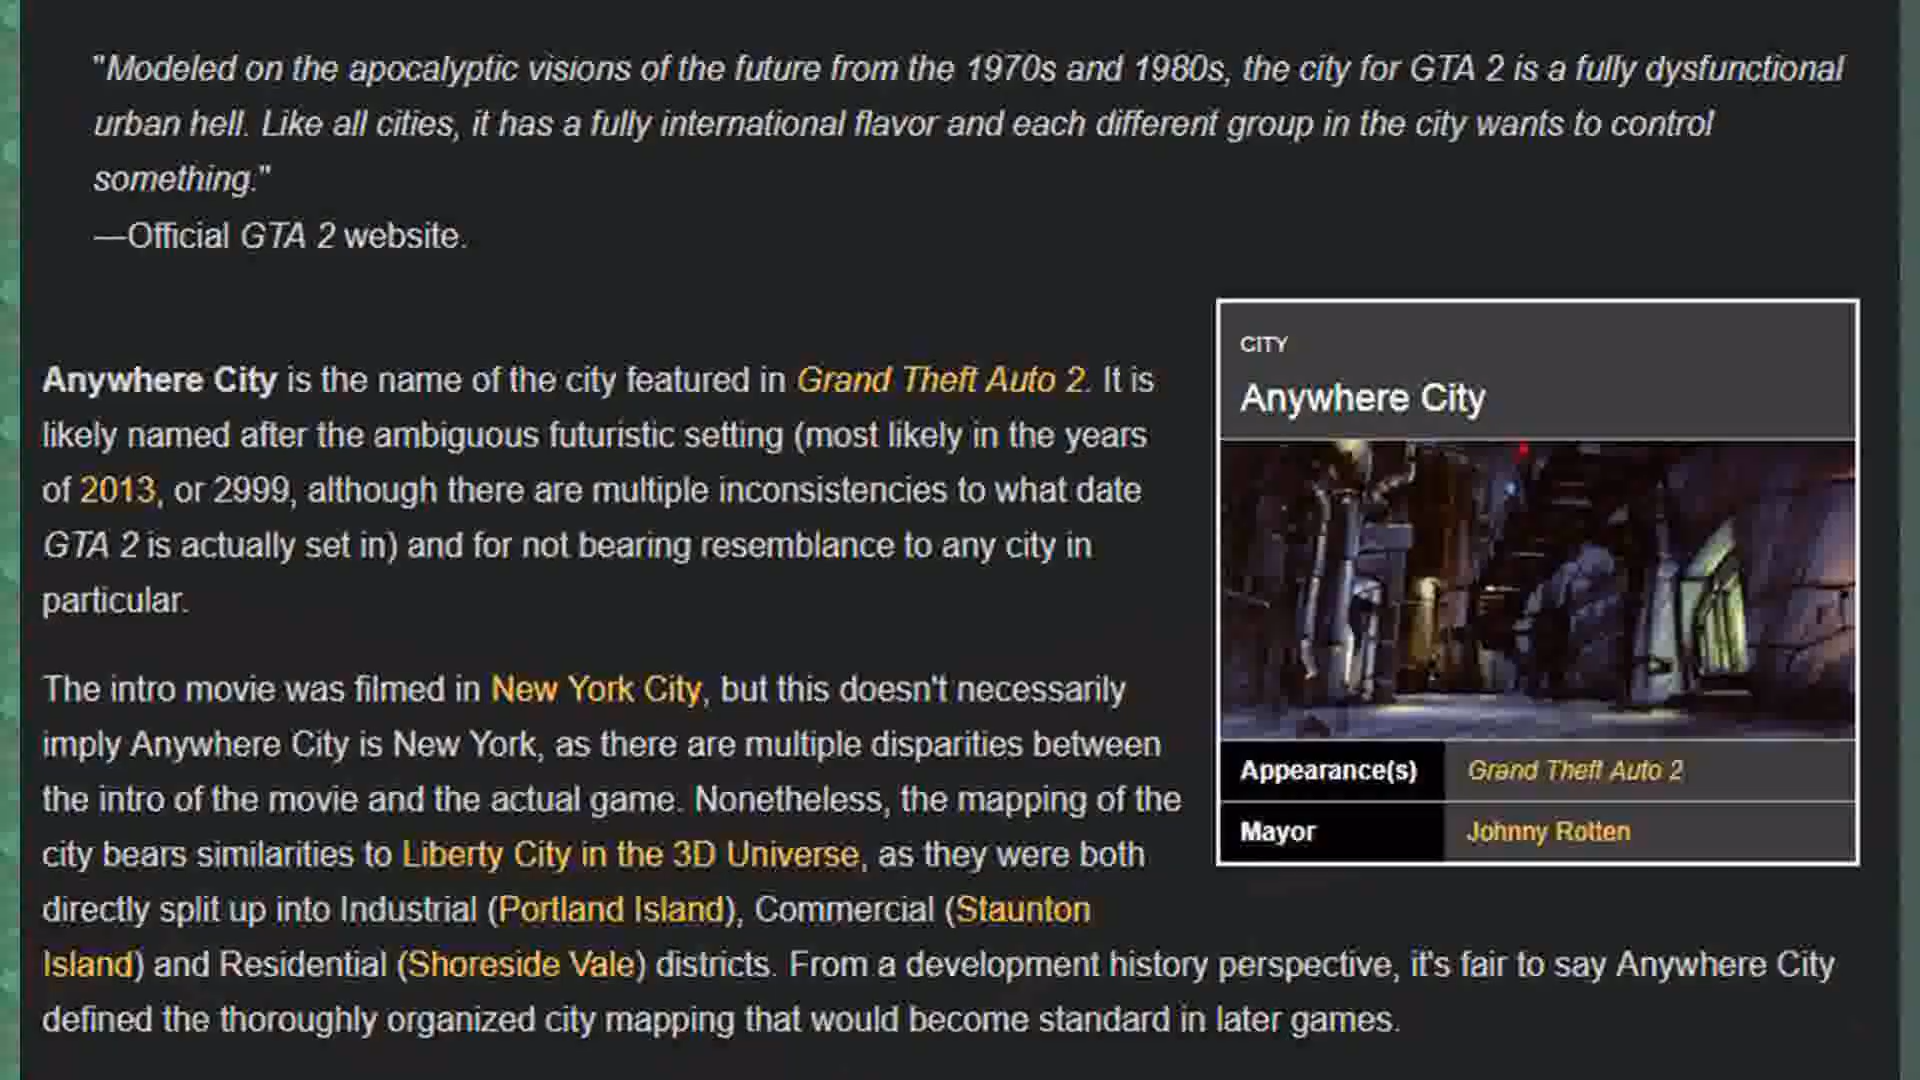 "Modeled on the apocalyptic visions of the future from the 1970s and 1980s, the city for GTA 2 is a fully dysfunctional
urban hell. Like all cities, it has a fully international flavor and each different group in the city wants to control
something."
—Official GTA 2 website.
Anywhere City is the name of the city featured in Grand Theft Auto 2. It is
likely named after the ambiguous futuristic setting (most likely in the years
of 2013, or 2999, although there are multiple inconsistencies to what date
GTA 2 is actually set in) and for not bearing resemblance to any city in
particular.
The intro movie was filmed in New York City, but this doesn't necessarily
imply Anywhere City is New York, as there are multiple disparities between
the intro of the movie and the actual game. Nonetheless, the mapping of the
city bears similarities to Liberty City in the 3D Universe, as they were both
directly split up into Industrial (Portland Island), Commercial (Staunton
Island) and Residential (Shoreside Vale) districts. From a development history perspective, it's fair to say Anywhere City
defined the thoroughly organized city mapping that would become standard in later games.
CITY
Anywhere City
Appearance(s) Grand Theft Auto 2
Mayor Johnny Rotten